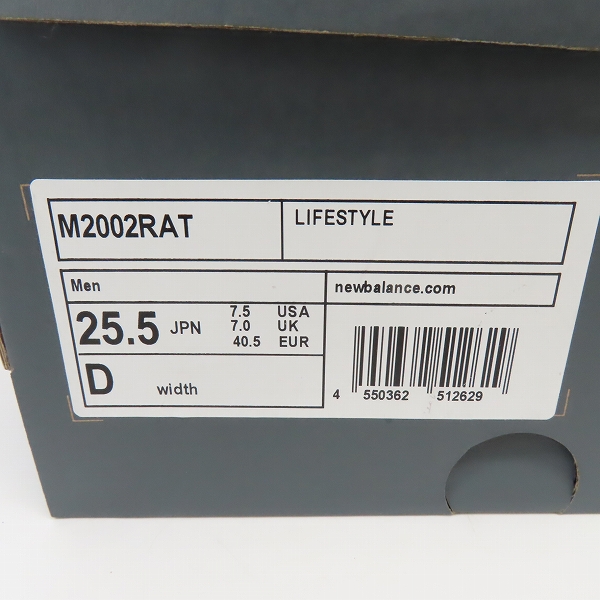 M2002RAT
LIFESTYLE
Men
newbalance.com
25.5 JPN
7.5 USA
7.0 UK
40.5 EUR
D width
4 550362 512629